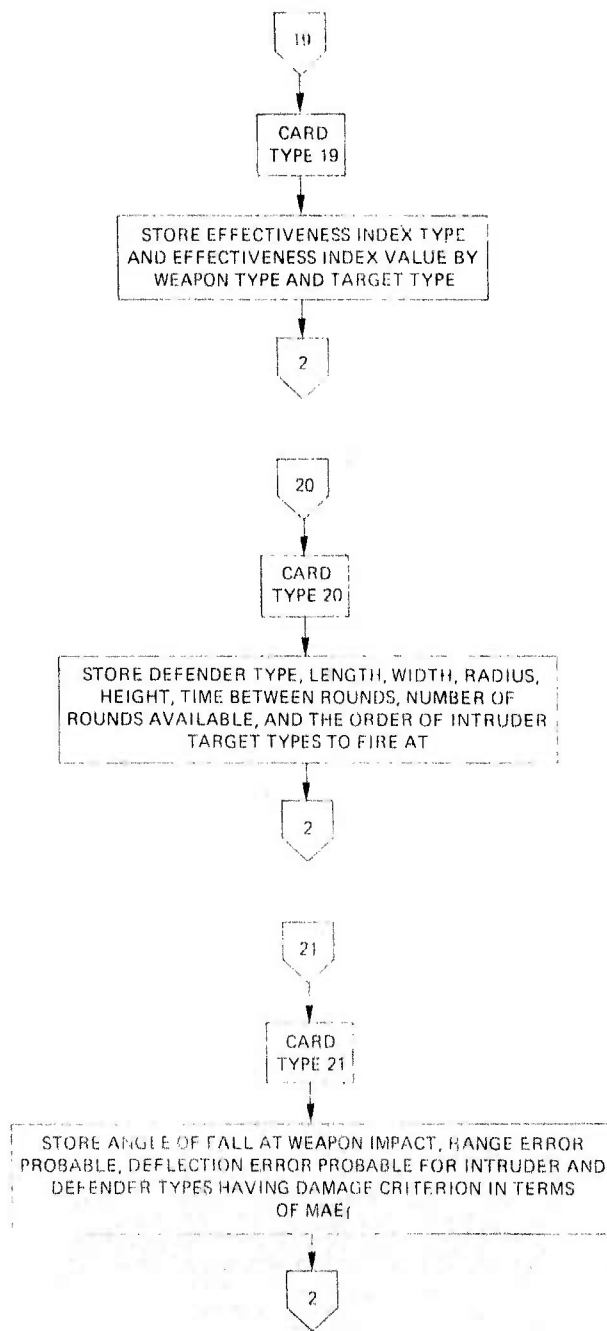 19
CARD
TYPE 19
STORE EFFECTIVENESS INDEX TYPE
AND EFFECTIVENESS INDEX VALUE BY
WEAPON TYPE AND TARGET TYPE
2
20
CARD
TYPE 20
STORE DEFENDER TYPE, LENGTH, WIDTH, RADIUS,
HEIGHT, TIME BETWEEN ROUNDS, NUMBER OF
ROUNDS AVAILABLE, AND THE ORDER OF INTRUDER
TARGET TYPES TO FIRE AT
2
21
CARD
TYPE 21
STORE ANGLE OF FALL AT WEAPON IMPACT, RANGE ERROR
PROBABLE, DEFLECTION ERROR PROBABLE FOR INTRUDER AND
DEFENDER TYPES HAVING DAMAGE CRITERION IN TERMS
OF MAEf
2